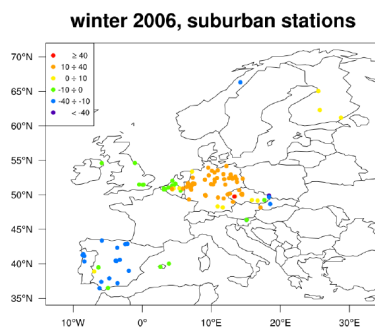 winter 2006, suburban stations
70°N
65°N
60°N
55°N
50°N
45°N
40°N
35°N
≥ 40
10 ÷ 40
0 ÷ 10
-10 ÷ 0
-40 ÷ -10
< -40
10°W
0°
10°E
20°E
30°E